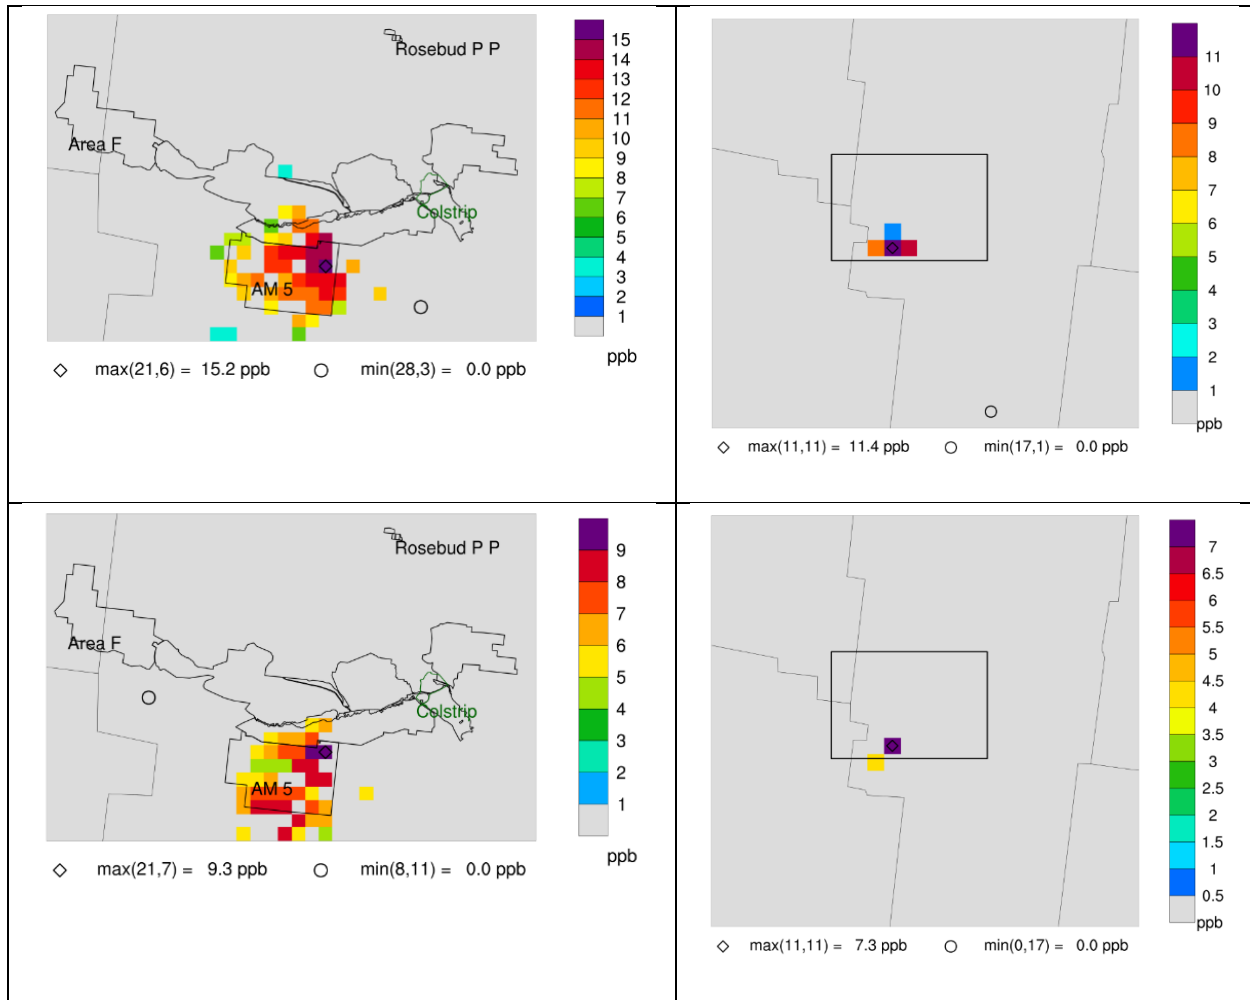 Rosebud P P
Area F
Colstrip
AM 5
15
14
13
12
11
10
9
8
7
6
5
4
3
2
1
ppb
max(21,6) = 15.2 ppb
min(28,3) = 0.0 ppb
11
10
9
8
7
6
5
4
3
2
1
ppb
max(11,11) = 11.4 ppb
min(17,1) = 0.0 ppb
Rosebud P P
Area F
Colstrip
AM 5
9
8
7
6
5
4
3
2
1
ppb
max(21,7) = 9.3 ppb
min(8,11) = 0.0 ppb
7
6.5
6
5.5
5
4.5
4
3.5
3
2.5
2
1.5
1
0.5
ppb
max(11,11) = 7.3 ppb
min(0,17) = 0.0 ppb